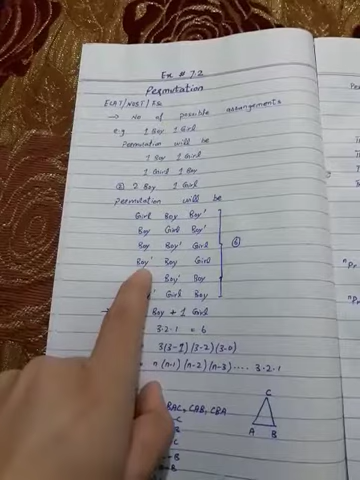 Ex # 7.2
Permutation
ECAT/NUST/FSc
→ No of possible arrangements
e.g 1 Boy 1 Girl
Permutation will be
1 Boy 1 Girl
1 Girl 1 Boy
② 2 Boy 1 Girl
Permutation will be
Girl Boy Boy'
Boy Girl Boy'
Boy Boy' Girl
Boy' Boy Girl
Boy' Boy
Girl Boy
⑥
Boy + 1 Girl
3.2.1 = 6
3(3-1)(3-2)(3-0)
n(n-1)(n-2)(n-3)..... 3.2.1
BAC, CAB, CBA
C
A B